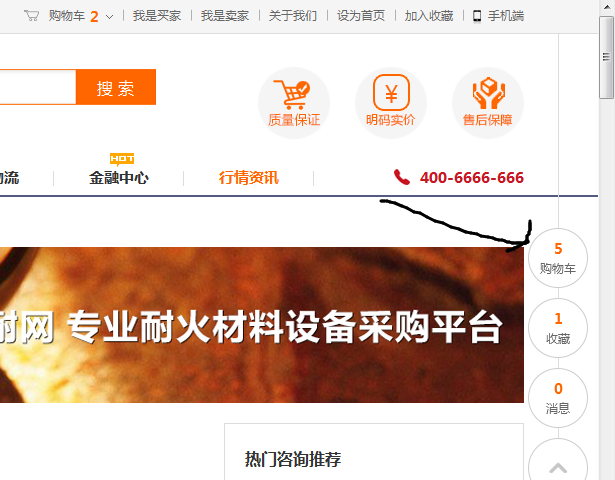 购物车 2 我是买家 我是卖家 关于我们 设为首页 加入收藏 手机端
搜 索
质量保证 明码实价 售后保障
HOT
物流 金融中心 行情资讯 400-6666-666
5
购物车
耐网 专业耐火材料设备采购平台
1
收藏
0
消息
热门咨询推荐